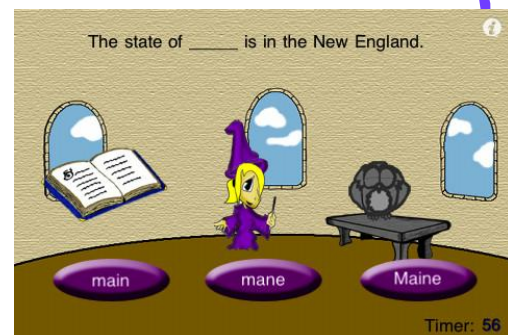 The state of _____ is in the New England.
i
main mane Maine
Timer: 56